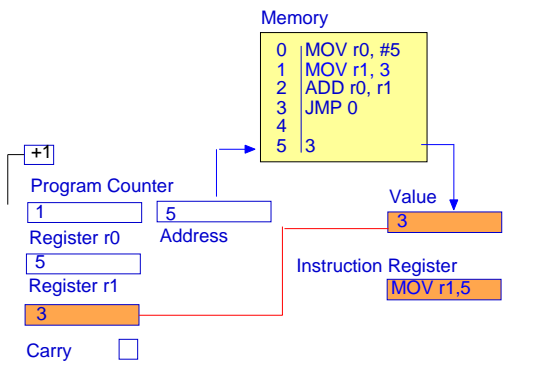 Memory
0 MOV r0, #5
1 MOV r1, 3
2 ADD r0, r1
3 JMP 0
4
5 3
+1
Program Counter
1
5
Address
Value
3
Register r0
5
Instruction Register
MOV r1,5
Register r1
3
Carry